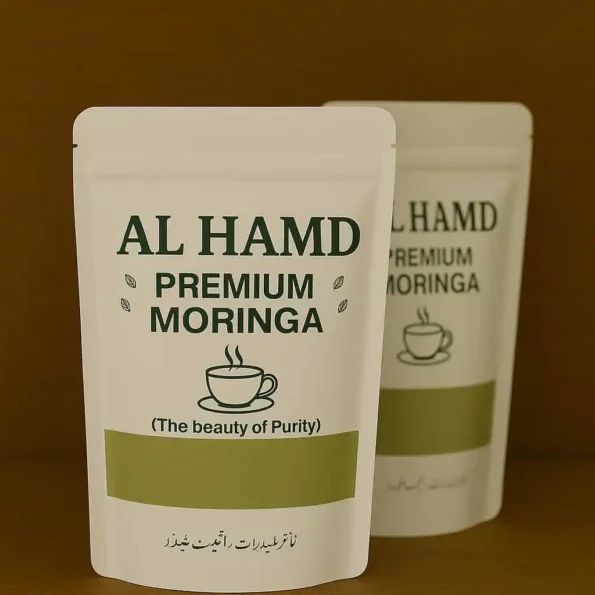 AL HAMD
PREMIUM
MORINGA
(The beauty of Purity)
L HAMD
PREMIUM
MORINGA